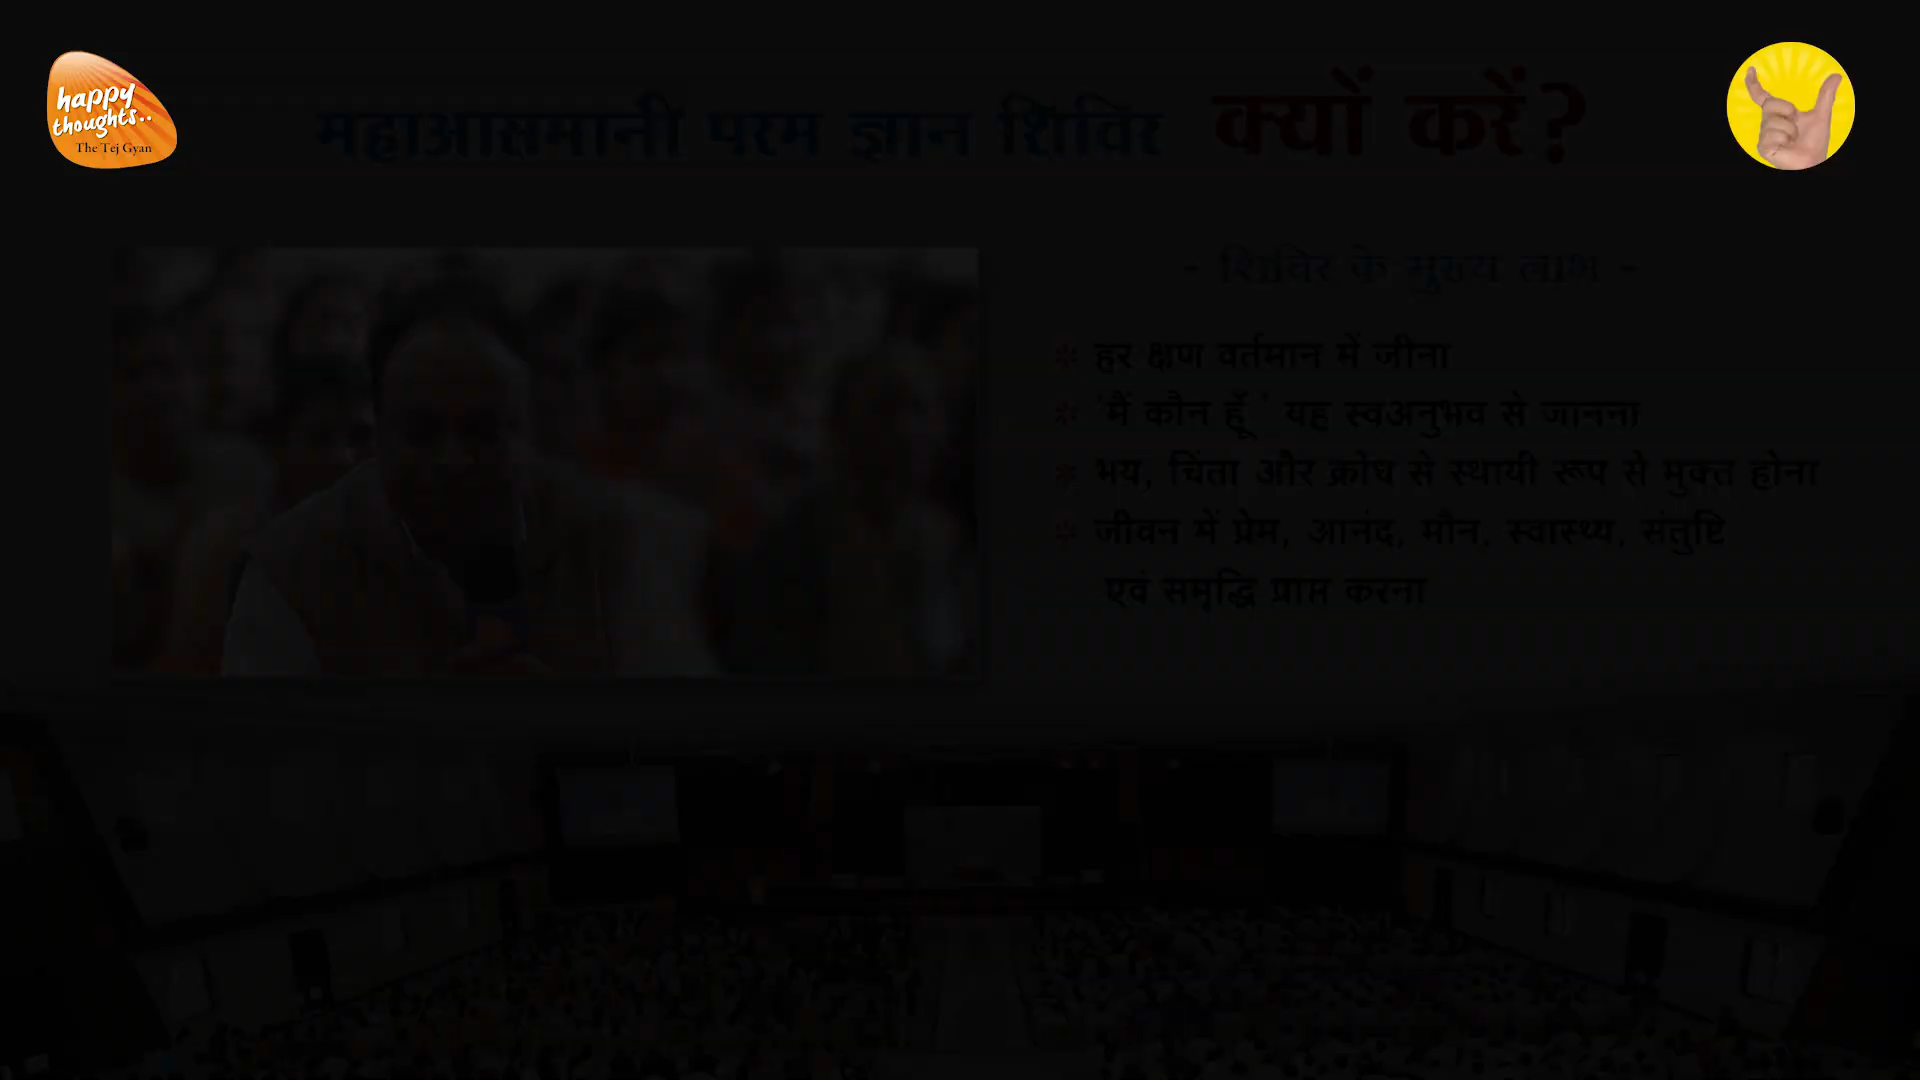 happy
thoughts..
The Tej Gyan
महाआसमानी परम ज्ञान शिविर क्यों करें?
- शिविर के मुख्य लाभ -
* हर क्षण वर्तमान में जीना
* 'मैं कौन हूँ' यह स्वअनुभव से जानना
* भय, चिंता और क्रोध से स्थायी रूप से मुक्त होना
* जीवन में प्रेम, आनंद, मौन, स्वास्थ्य, संतुष्टि
एवं समृद्धि प्राप्त करना